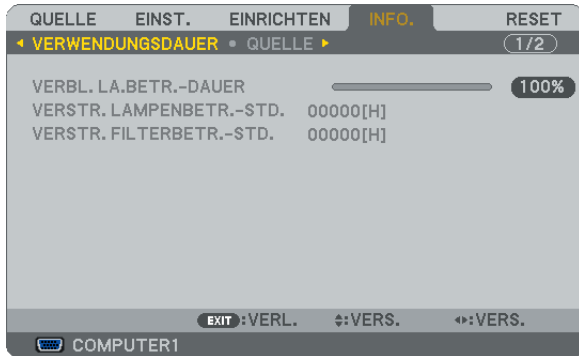 QUELLE EINST. EINRICHTEN INFO. RESET
VERWENDUNGSDAUER • QUELLE 1/2
VERBL. LA.BETR.-DAUER 100%
VERSTR. LAMPENBETR.-STD. 00000[H]
VERSTR. FILTERBETR.-STD. 00000[H]
EXIT :VERL. :VERS. :VERS.
COMPUTER1